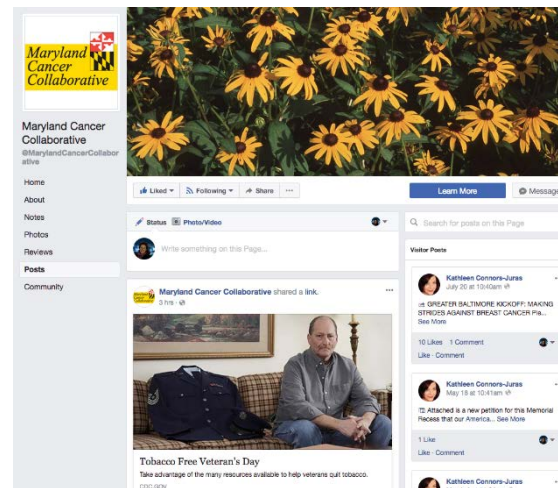 Maryland
Cancer
Collaborative
Maryland Cancer
Collaborative
@MarylandCancerCollabor
ative
Home
About
Notes
Photos
Reviews
Posts
Community
Liked
Following
Share
Learn More
Message
Status
Photo/Video
Write something on this Page...
Maryland Cancer Collaborative shared a link.
3 hrs
Tobacco Free Veteran's Day
Take advantage of the many resources available to help veterans quit tobacco.
CDC.GOV
Search for posts on this Page
Visitor Posts
Kathleen Connors-Juras
July 20 at 10:40am
GREATER BALTIMORE KICKOFF: MAKING
STRIDES AGAINST BREAST CANCER Pla...
See More
10 Likes 1 Comment
Like · Comment
Kathleen Connors-Juras
May 18 at 10:41am
Attached is a new petition for this Memorial
Recess that our America... See More
1 Like
Like · Comment
Kathleen Connors-Juras